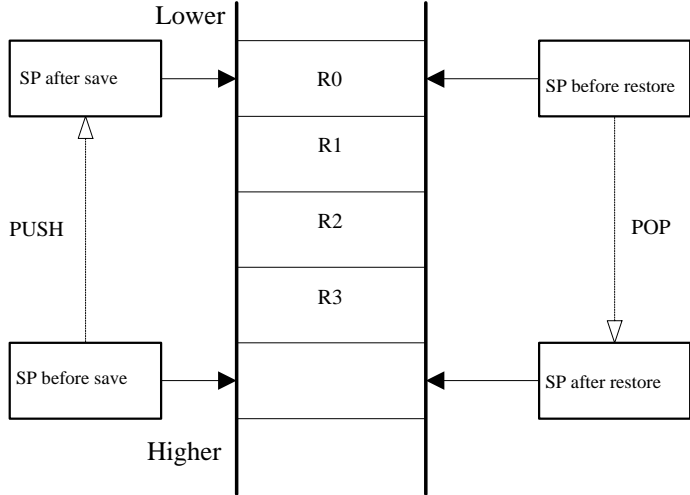 Lower
SP after save
R0
SP before restore
R1
PUSH
R2
POP
R3
SP before save
SP after restore
Higher